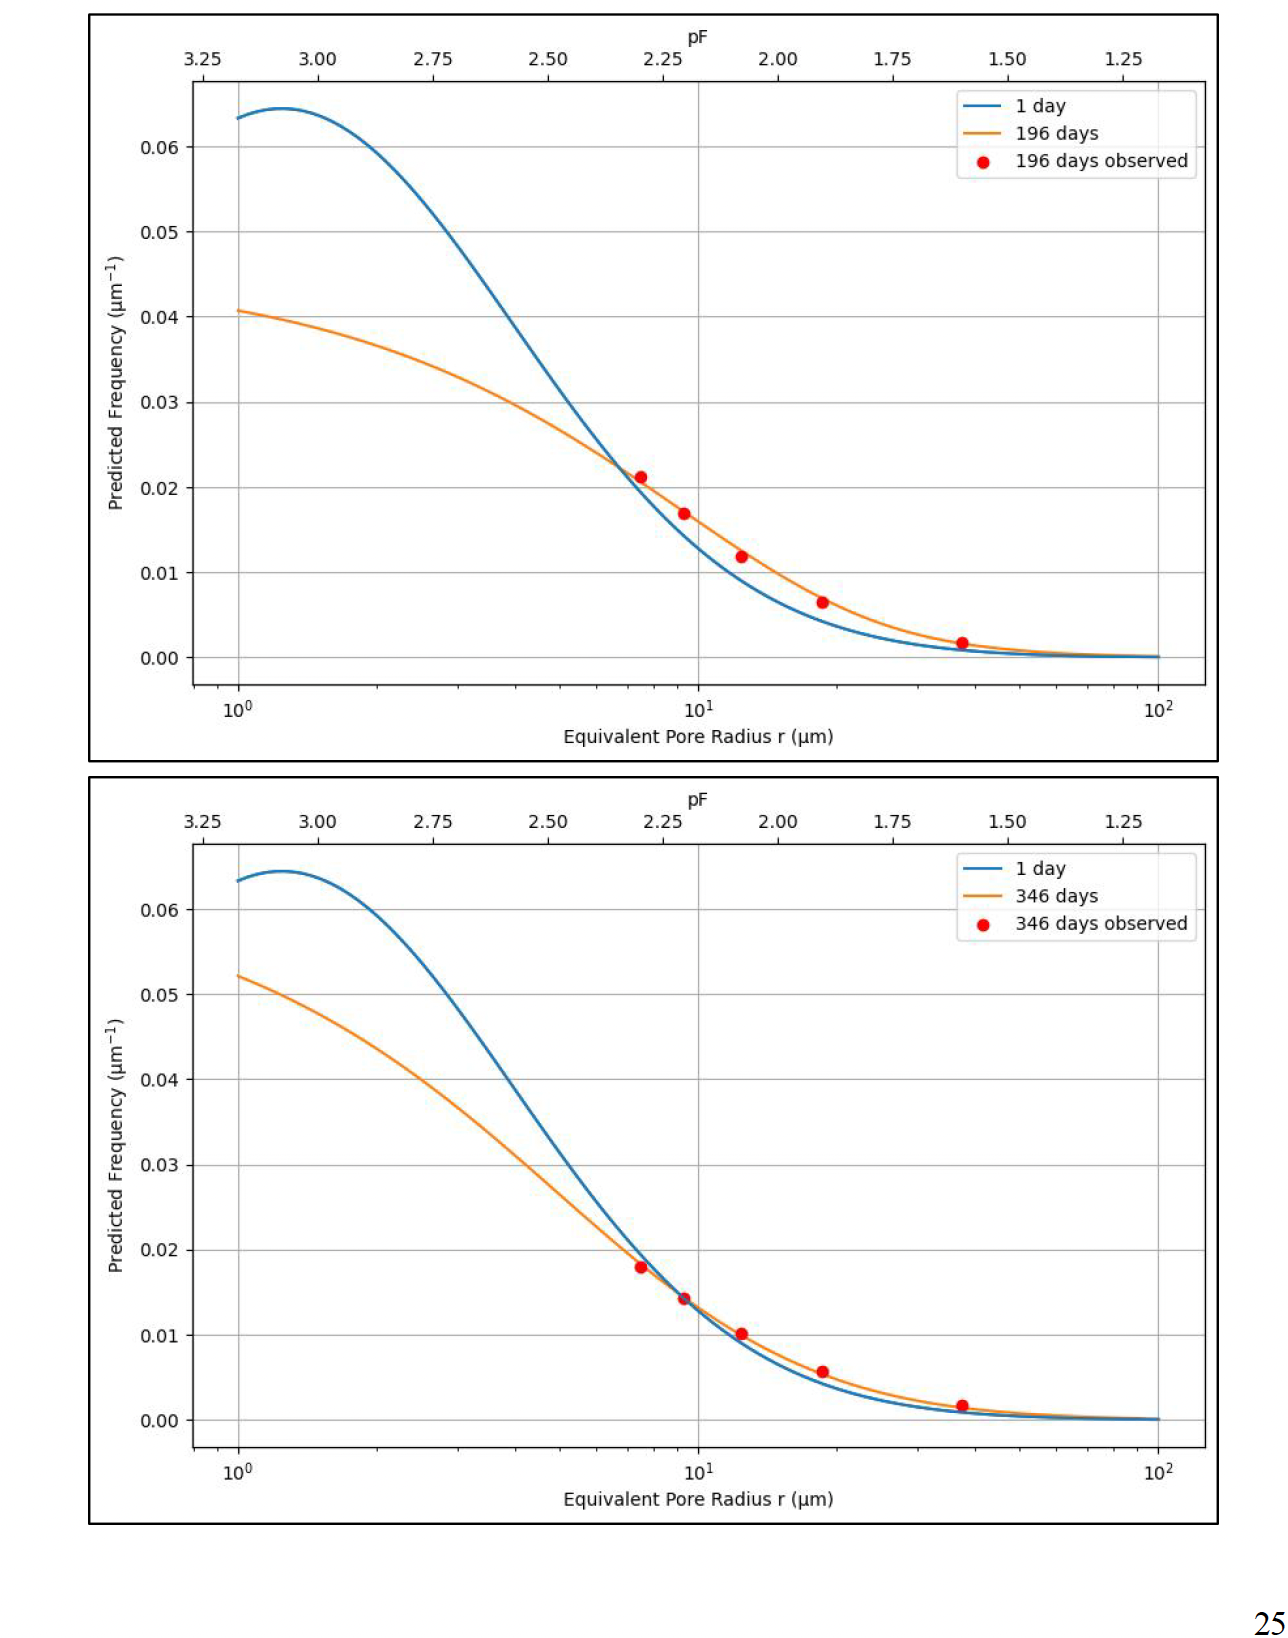 pF
3.25 3.00 2.75 2.50 2.25 2.00 1.75 1.50 1.25
1 day
196 days
196 days observed
0.06
0.05
0.04
0.03
0.02
0.01
0.00
Predicted Frequency (μm⁻¹)
10⁰ 10¹ 10²
Equivalent Pore Radius r (μm)
pF
3.25 3.00 2.75 2.50 2.25 2.00 1.75 1.50 1.25
1 day
346 days
346 days observed
0.06
0.05
0.04
0.03
0.02
0.01
0.00
Predicted Frequency (μm⁻¹)
10⁰ 10¹ 10²
Equivalent Pore Radius r (μm)
25